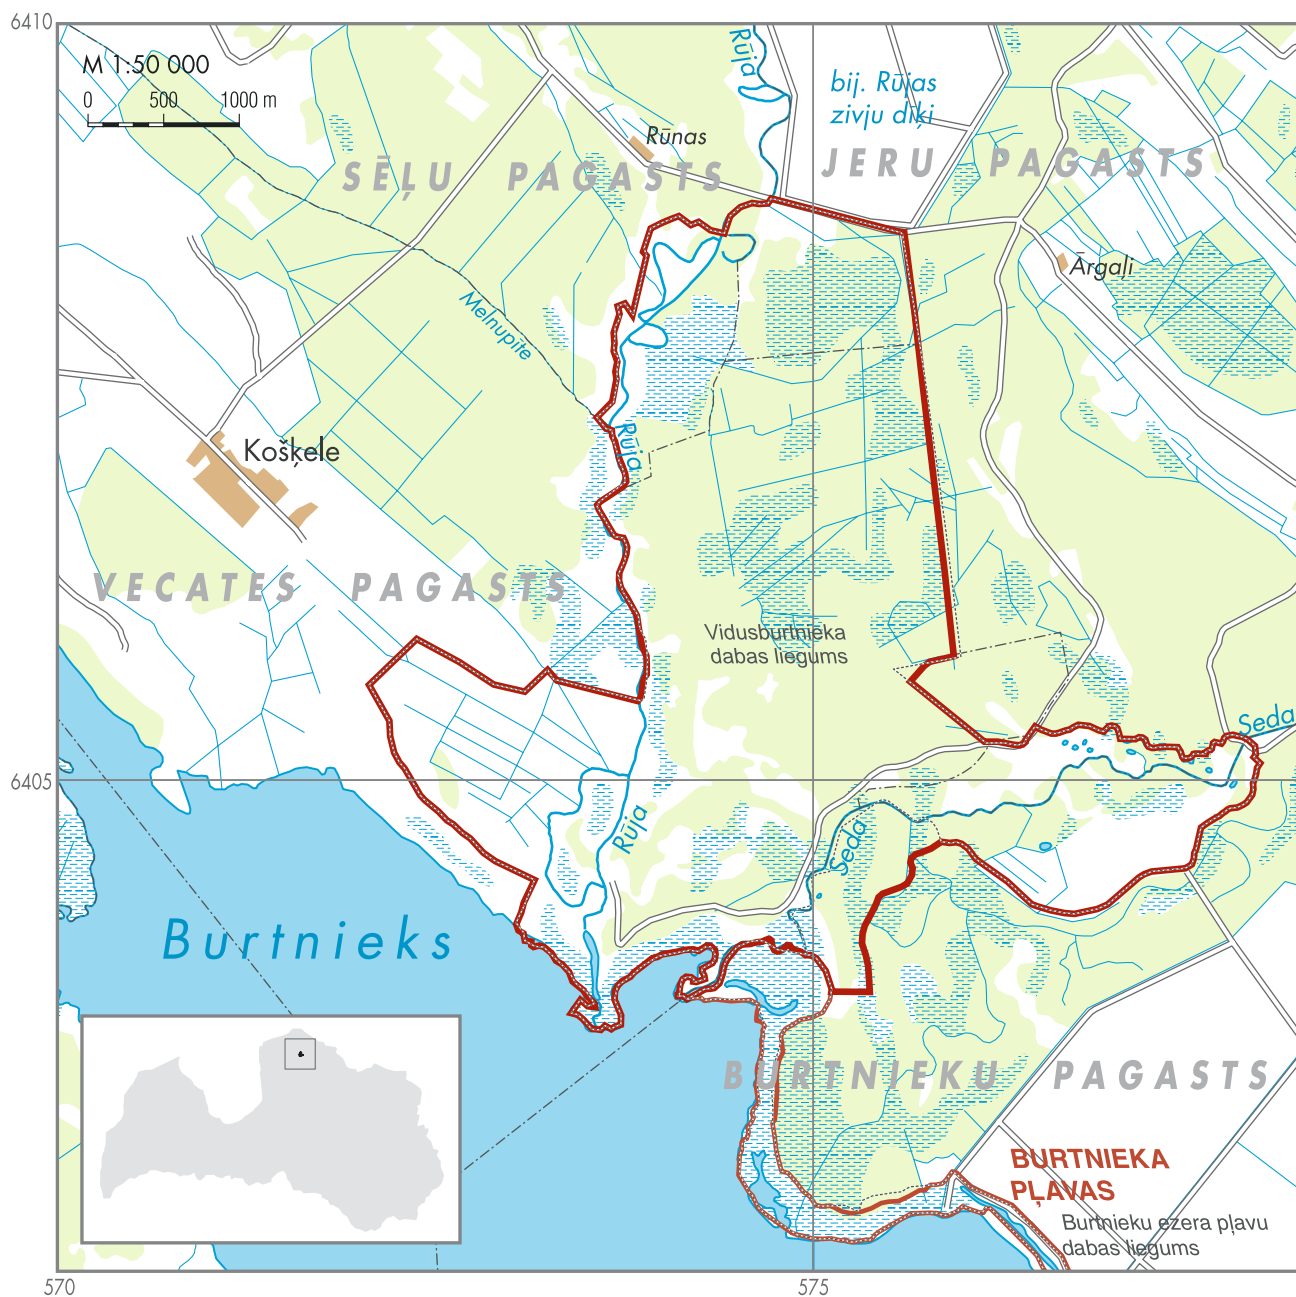 6410
M 1:50 000
0 500 1000 m
Rūja
bij. Rūjas
zivju dīķi
Rūnas
SĒĻU PAGASTS
JERU PAGASTS
Ārgaļi
Melnupīte
Rūja
Košķele
VECATES PAGASTS
Vidusburtnieka
dabas liegums
Seda
6405
Rūja
Seda
Burtnieks
BURTNIEKU PAGASTS
BURTNIEKA
PĻAVAS
Burtnieku ezera pļavu
dabas liegums
570
575